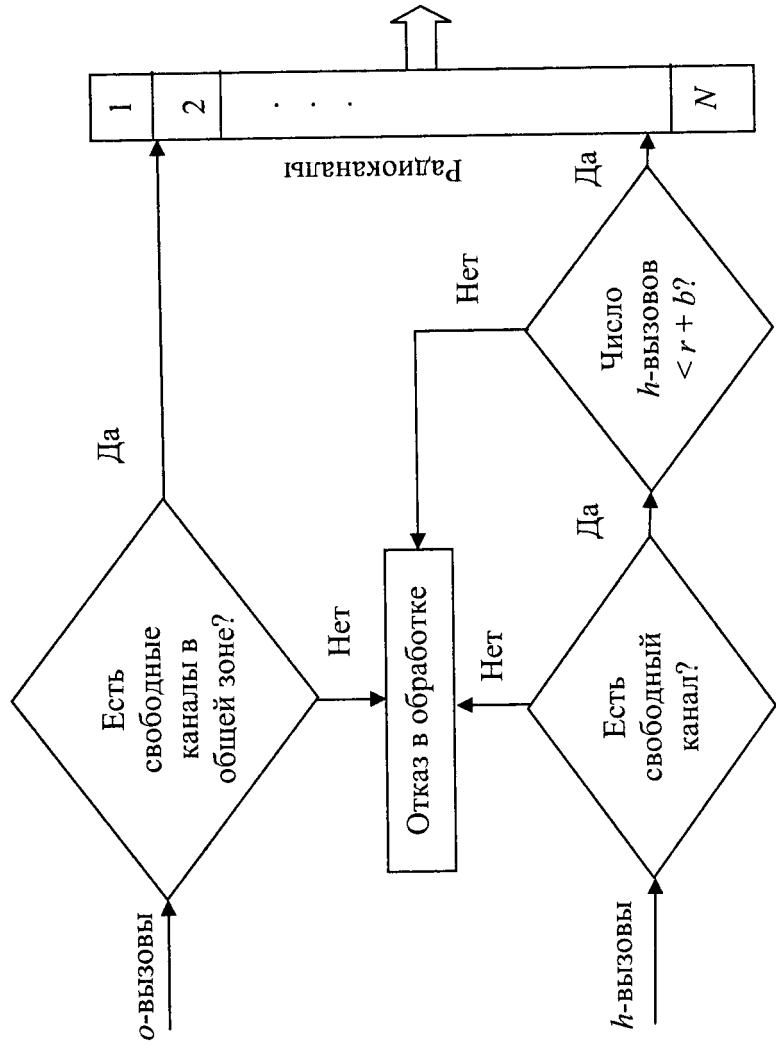 o-вызовы
Есть
свободные
каналы в
общей зоне?
Да
Нет
Отказ в обработке
Нет
Нет
h-вызовы
Есть
свободный
канал?
Да
Число
h-вызовов
< r + b?
Да
Радиоканалы
1
2
. . .
N